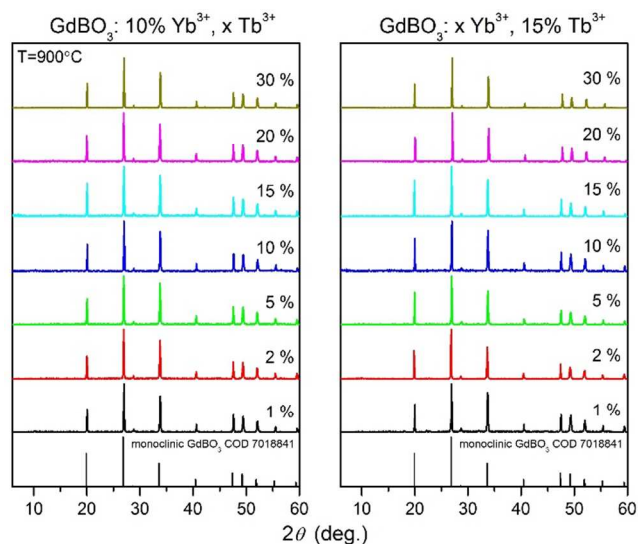 GdBO₃: 10% Yb³⁺, x Tb³⁺
T=900°C
30 %
20 %
15 %
10 %
5 %
2 %
1 %
monoclinic GdBO₃ COD 7018841
10 20 30 40 50 60
GdBO₃: x Yb³⁺, 15% Tb³⁺
30 %
20 %
15 %
10 %
5 %
2 %
1 %
monoclinic GdBO₃ COD 7018841
10 20 30 40 50 60
2θ (deg.)